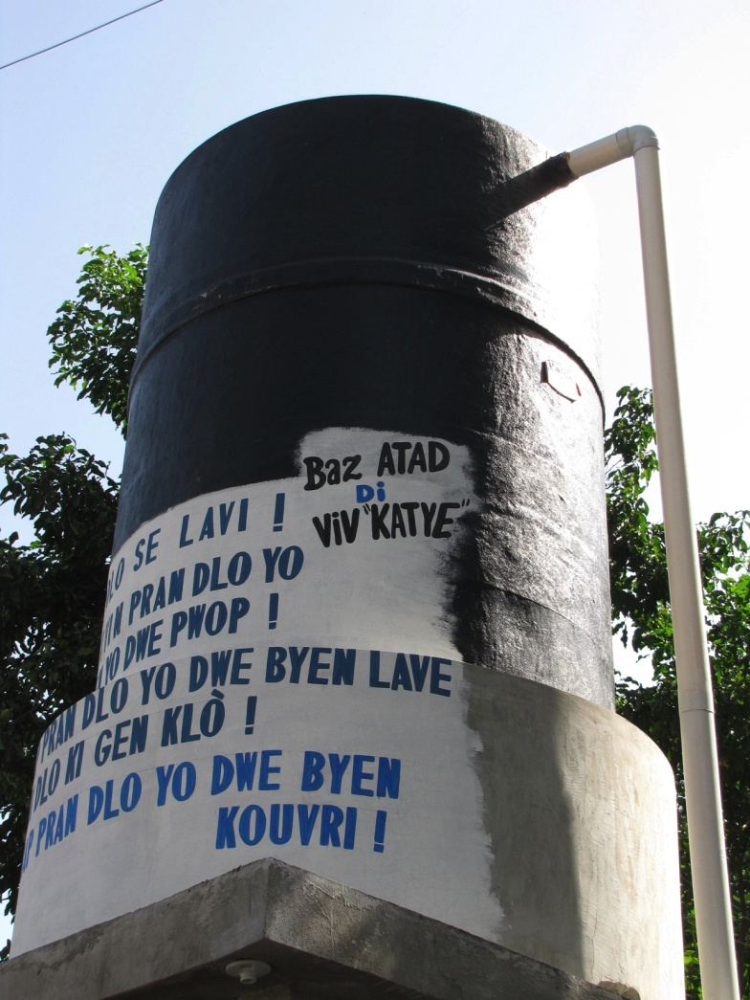 Baz ATAD
Di
ViV "KATYE"
SE LAVI !
PRAN DLO YO
YO DWE PWOP !
PRAN DLO YO DWE BYEN LAVE
DLO KI GEN KLÒ !
PRAN DLO YO DWE BYEN
KOUVRI !